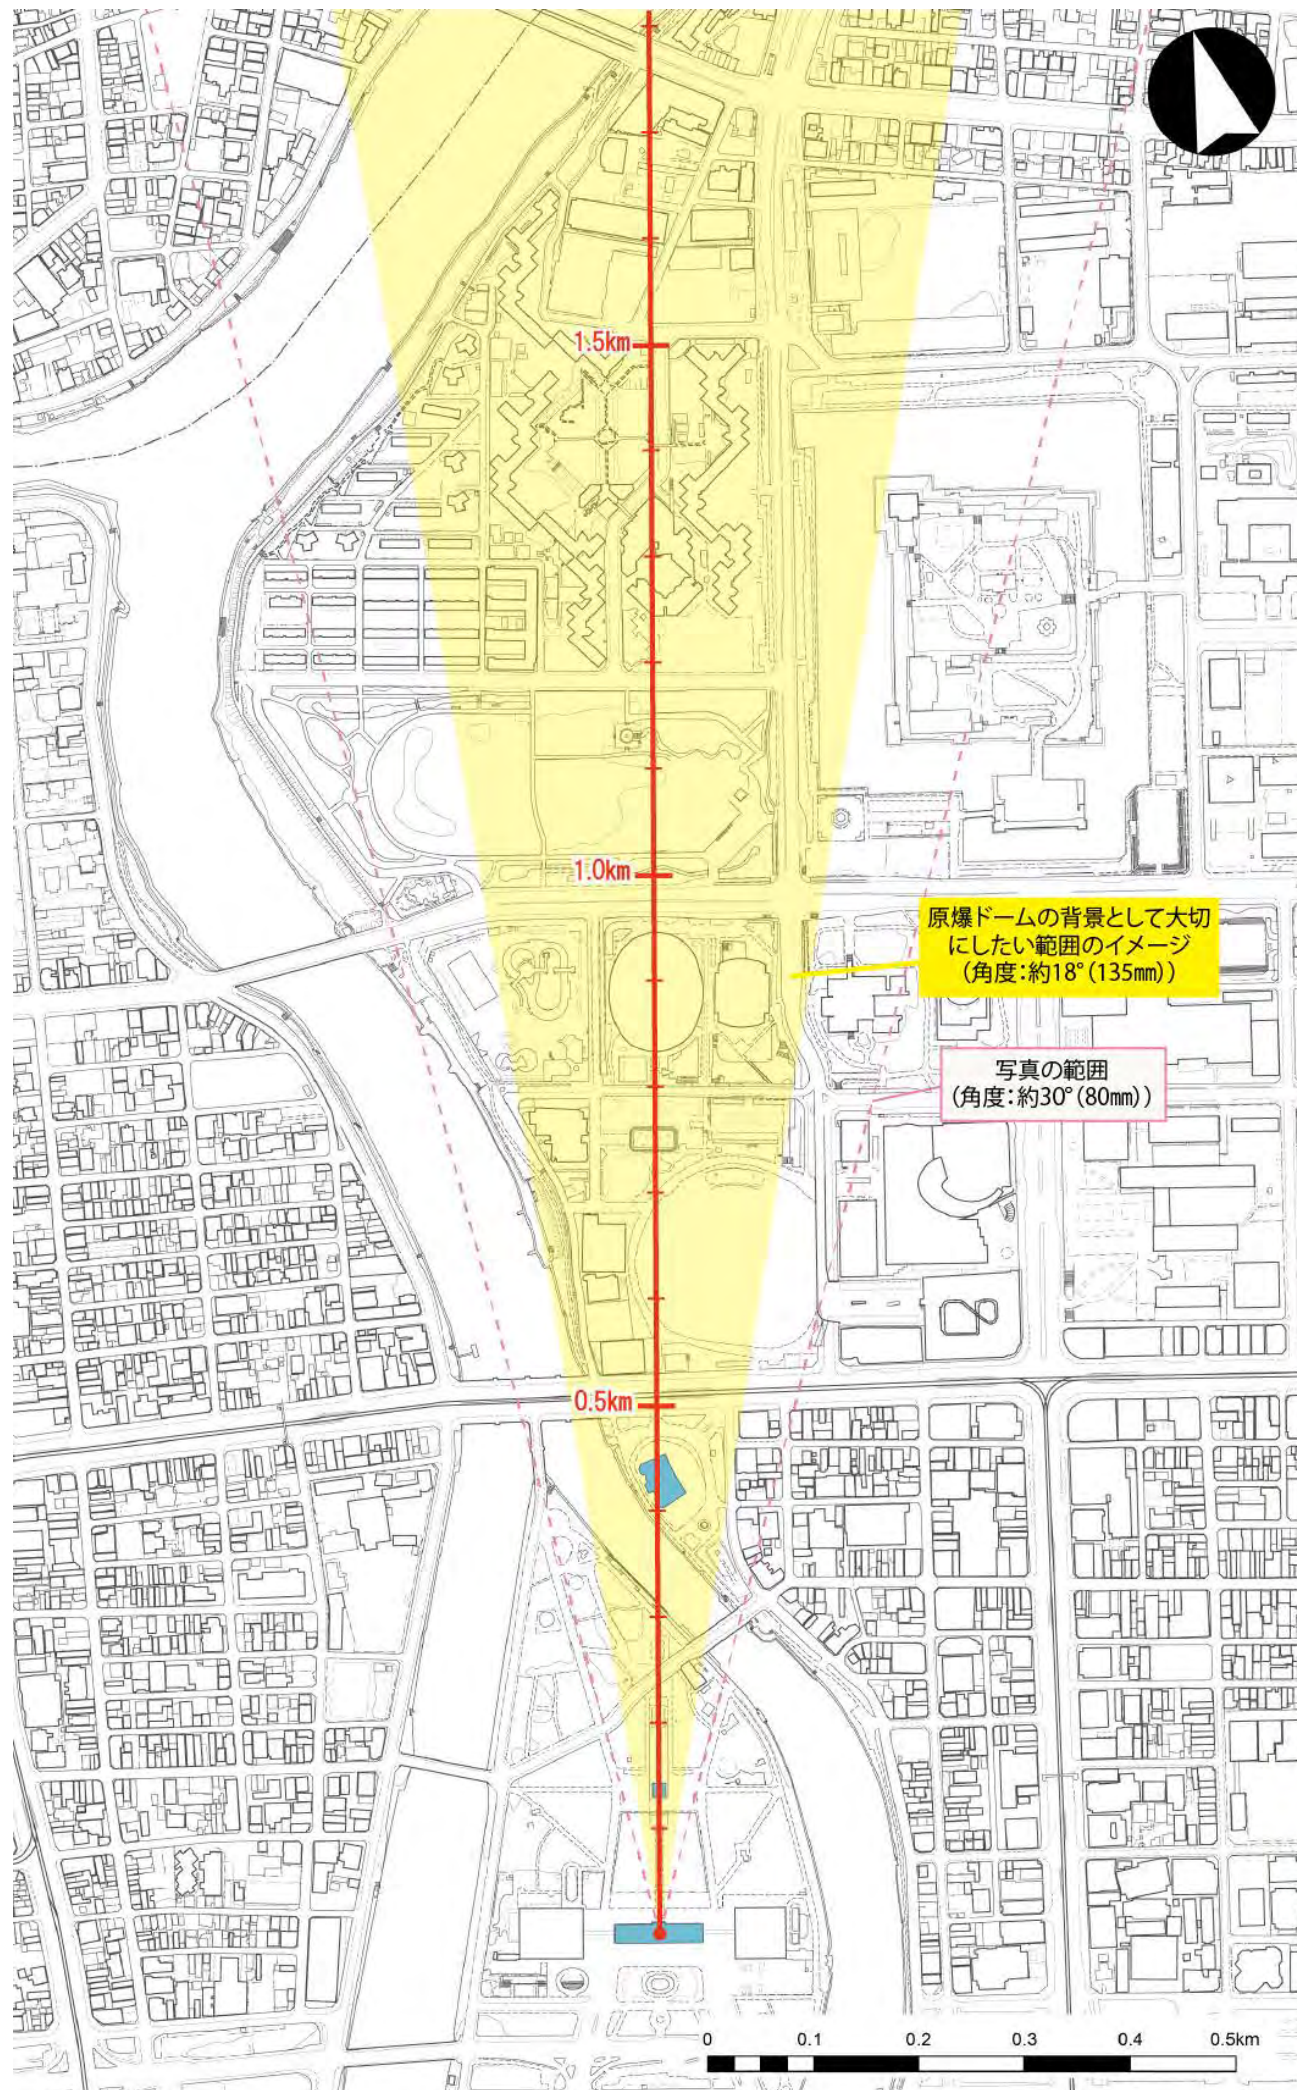 1.5km
1.0km
原爆ドームの背景として大切
にしたい範囲のイメージ
（角度：約18°（135㎜））
写真の範囲
（角度：約30°（80㎜））
0.5km
0 0.1 0.2 0.3 0.4 0.5km